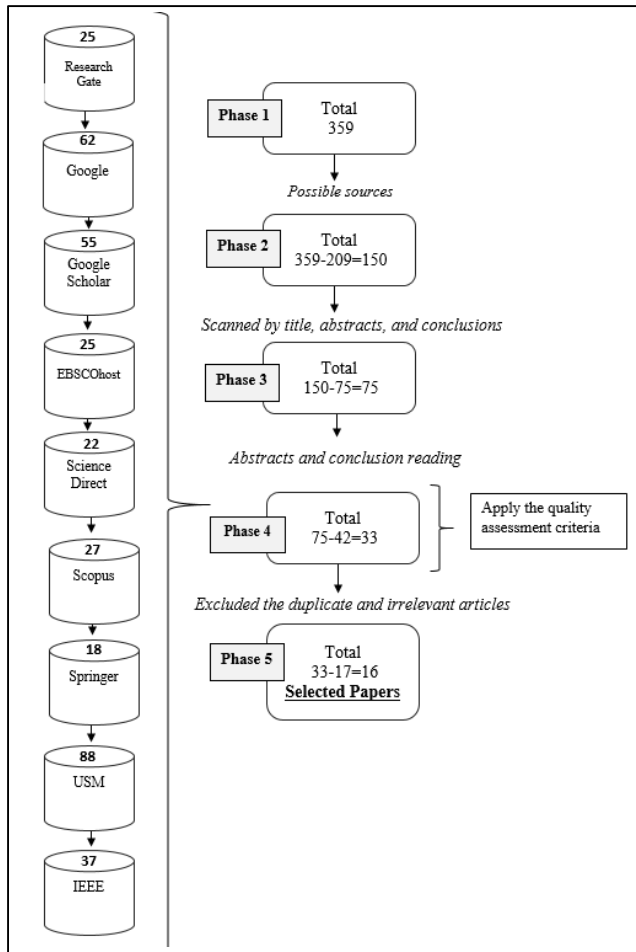 25
Research
Gate
62
Google
55
Google
Scholar
25
EBSCOhost
22
Science
Direct
27
Scopus
18
Springer
88
USM
37
IEEE
Phase 1
Total
359
Possible sources
Phase 2
Total
359-209=150
Scanned by title, abstracts, and conclusions
Phase 3
Total
150-75=75
Abstracts and conclusion reading
Phase 4
Total
75-42=33
Apply the quality
assessment criteria
Excluded the duplicate and irrelevant articles
Phase 5
Total
33-17=16
Selected Papers